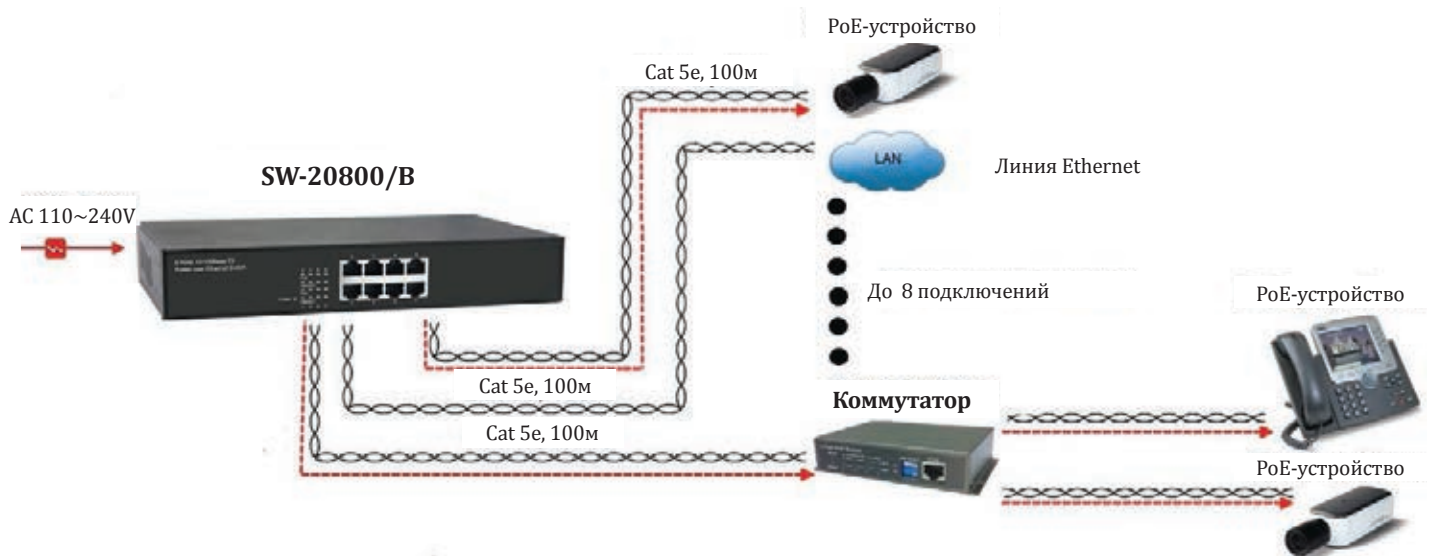 PoE-устройство
Cat 5e, 100м
LAN
Линия Ethernet
SW-20800/B
AC 110~240V
До 8 подключений
PoE-устройство
Cat 5e, 100м
Коммутатор
Cat 5e, 100м
PoE-устройство